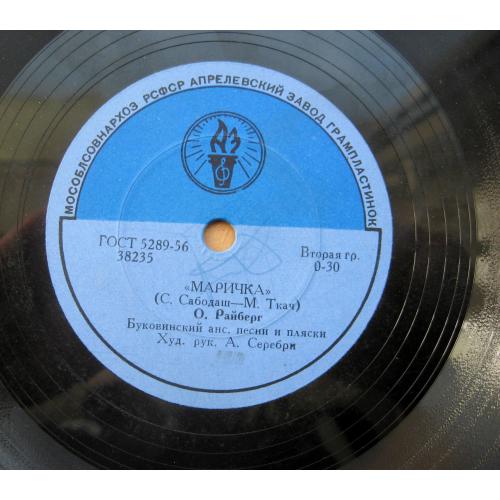 МОСОБЛСОВНАРХОЗ РСФСР АПРЕЛЕВСКИЙ ЗАВОД ГРАМПЛАСТИНОК
АЗ
ГОСТ 5289-56
38235
Вторая гр.
0-30
«МАРИЧКА»
(С. Сабодаш—М. Ткач)
О. Райберг
Буковинский анс. песни и пляски
Худ. рук. А. Серебри